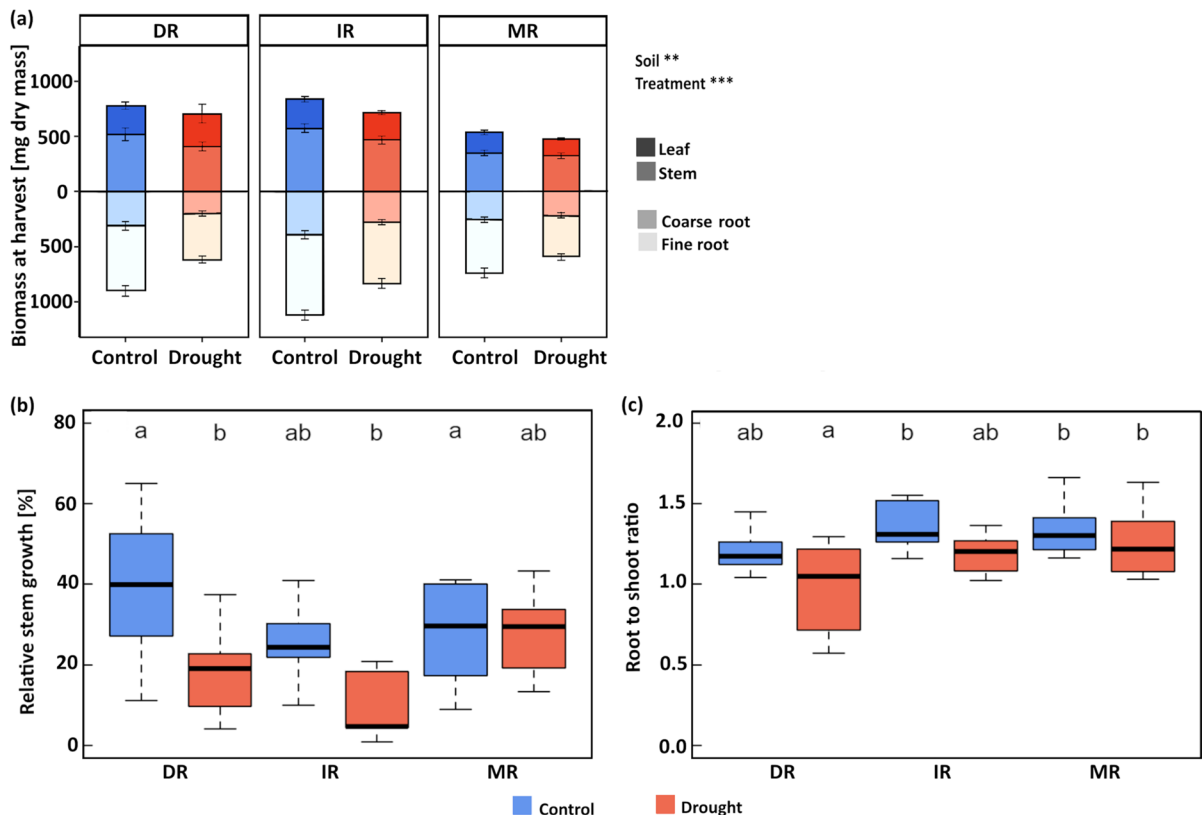 (a)
DR
IR
MR
Biomass at harvest [mg dry mass]
1000
500
0
500
1000
Control Drought
Control Drought
Control Drought
Soil **
Treatment ***
Leaf
Stem
Coarse root
Fine root
(b)
Relative stem growth [%]
80
60
40
20
0
a b ab b a ab
DR IR MR
(c)
Root to shoot ratio
2.0
1.5
1.0
0.5
0.0
ab a b ab b b
DR IR MR
Control Drought